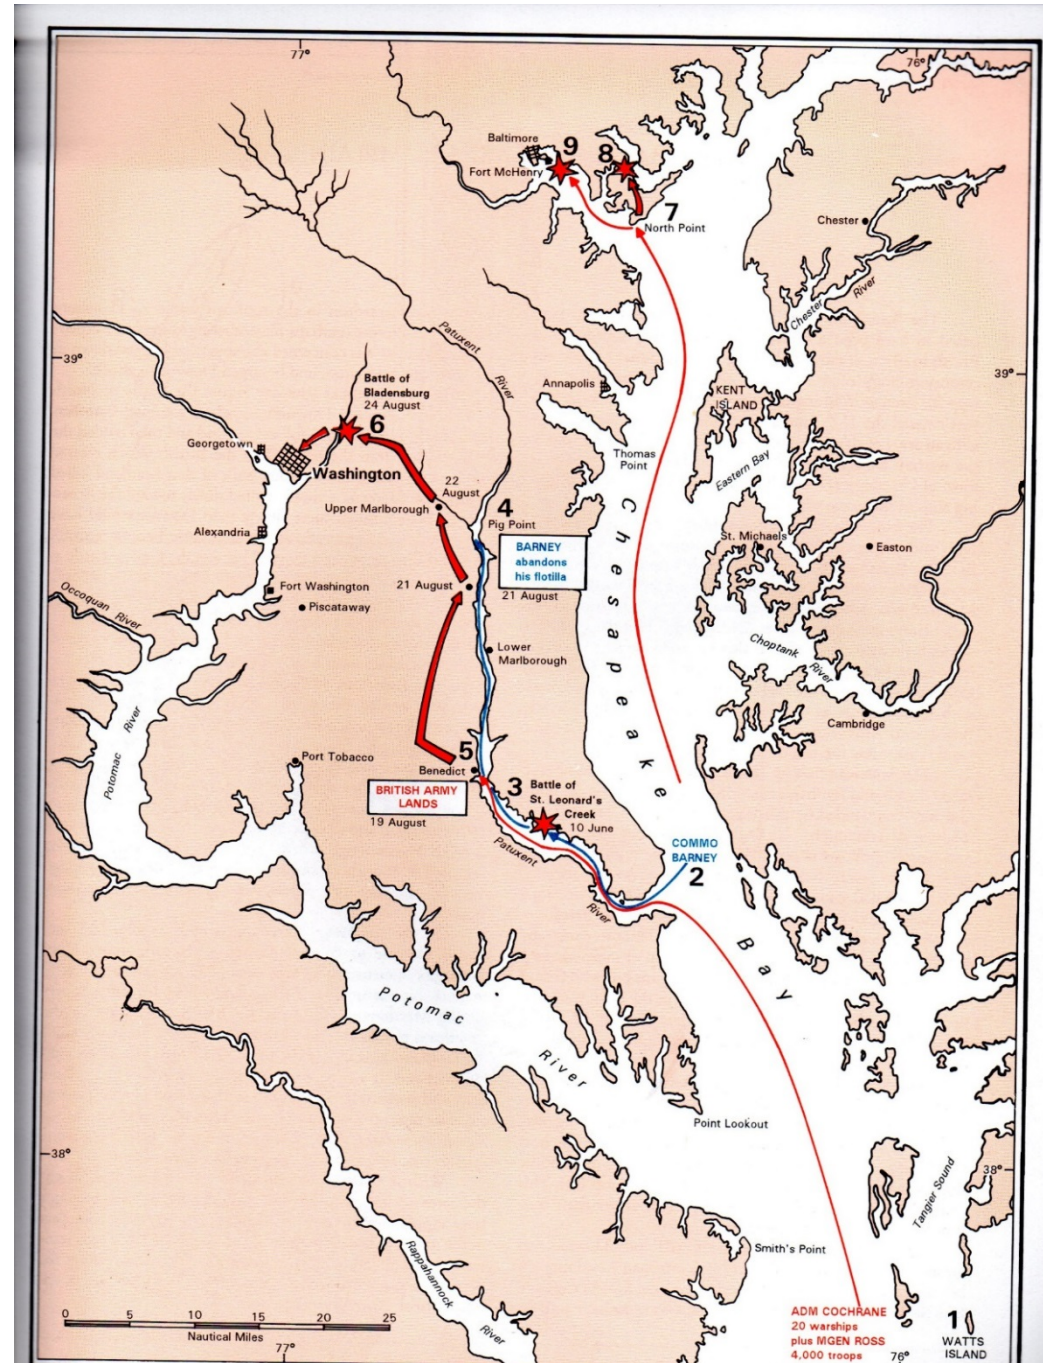 77°
76°
Baltimore
9
8
Fort McHenry
7
North Point
Chester
Chester
River
Patuxent
River
39°
39°
Battle of
Bladensburg
24 August
6
Annapolis
KENT
ISLAND
Georgetown
Washington
Thomas
Point
Eastern Bay
22
August
Upper Marlborough
4
Pig Point
Alexandria
BARNEY
abandons
his flotilla
21 August
St. Michaels
Easton
Fort Washington
21 August
Piscataway
Occoquan
River
Lower
Marlborough
Chesapeake
Choptank
River
Cambridge
Potomac
River
Port Tobacco
5
Benedict
BRITISH ARMY
LANDS
19 August
3
Battle of
St. Leonard's
Creek
10 June
Patuxent
River
COMMO
BARNEY
2
Bay
Potomac
River
Point Lookout
38°
38°
Tangier Sound
Smith's Point
Rappahannock
River
0 5 10 15 20 25
Nautical Miles
ADM COCHRANE
20 warships
plus MGEN ROSS
4,000 troops
1
WATTS
ISLAND
77°
76°